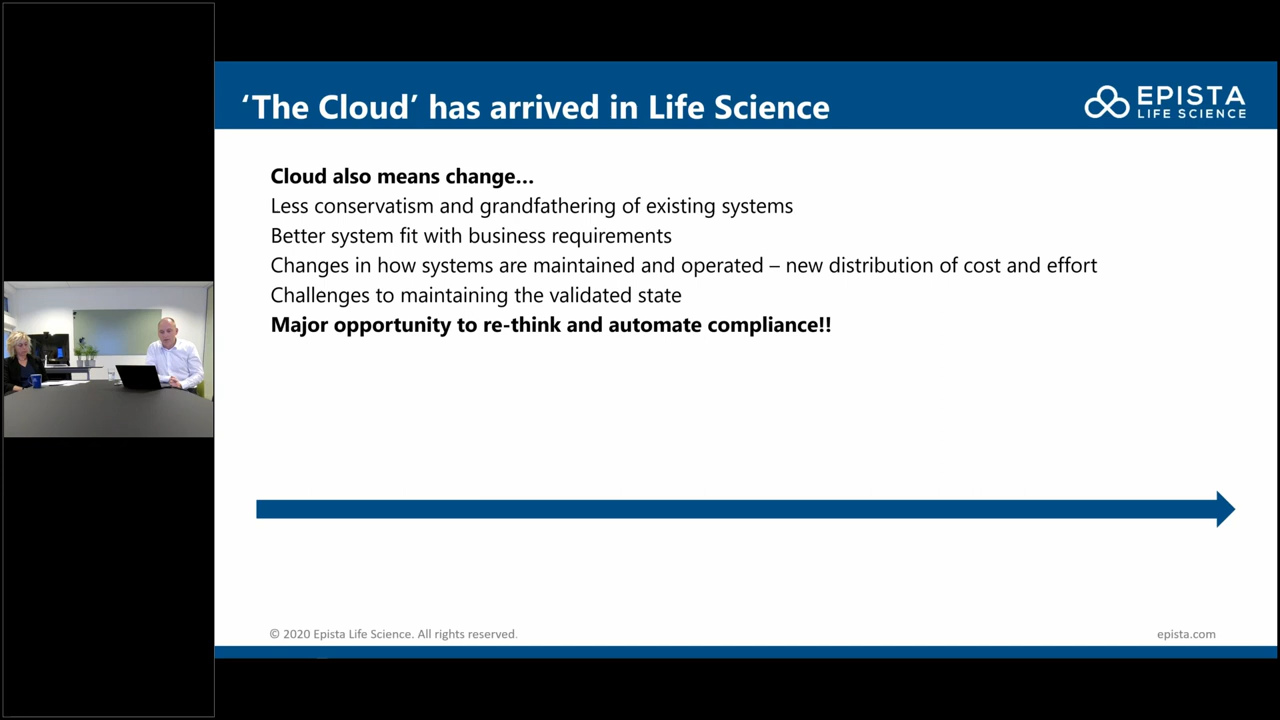 ‘The Cloud’ has arrived in Life Science
EPISTA
LIFE SCIENCE
Cloud also means change...
Less conservatism and grandfathering of existing systems
Better system fit with business requirements
Changes in how systems are maintained and operated – new distribution of cost and effort
Challenges to maintaining the validated state
Major opportunity to re-think and automate compliance!!
© 2020 Epista Life Science. All rights reserved.
epista.com